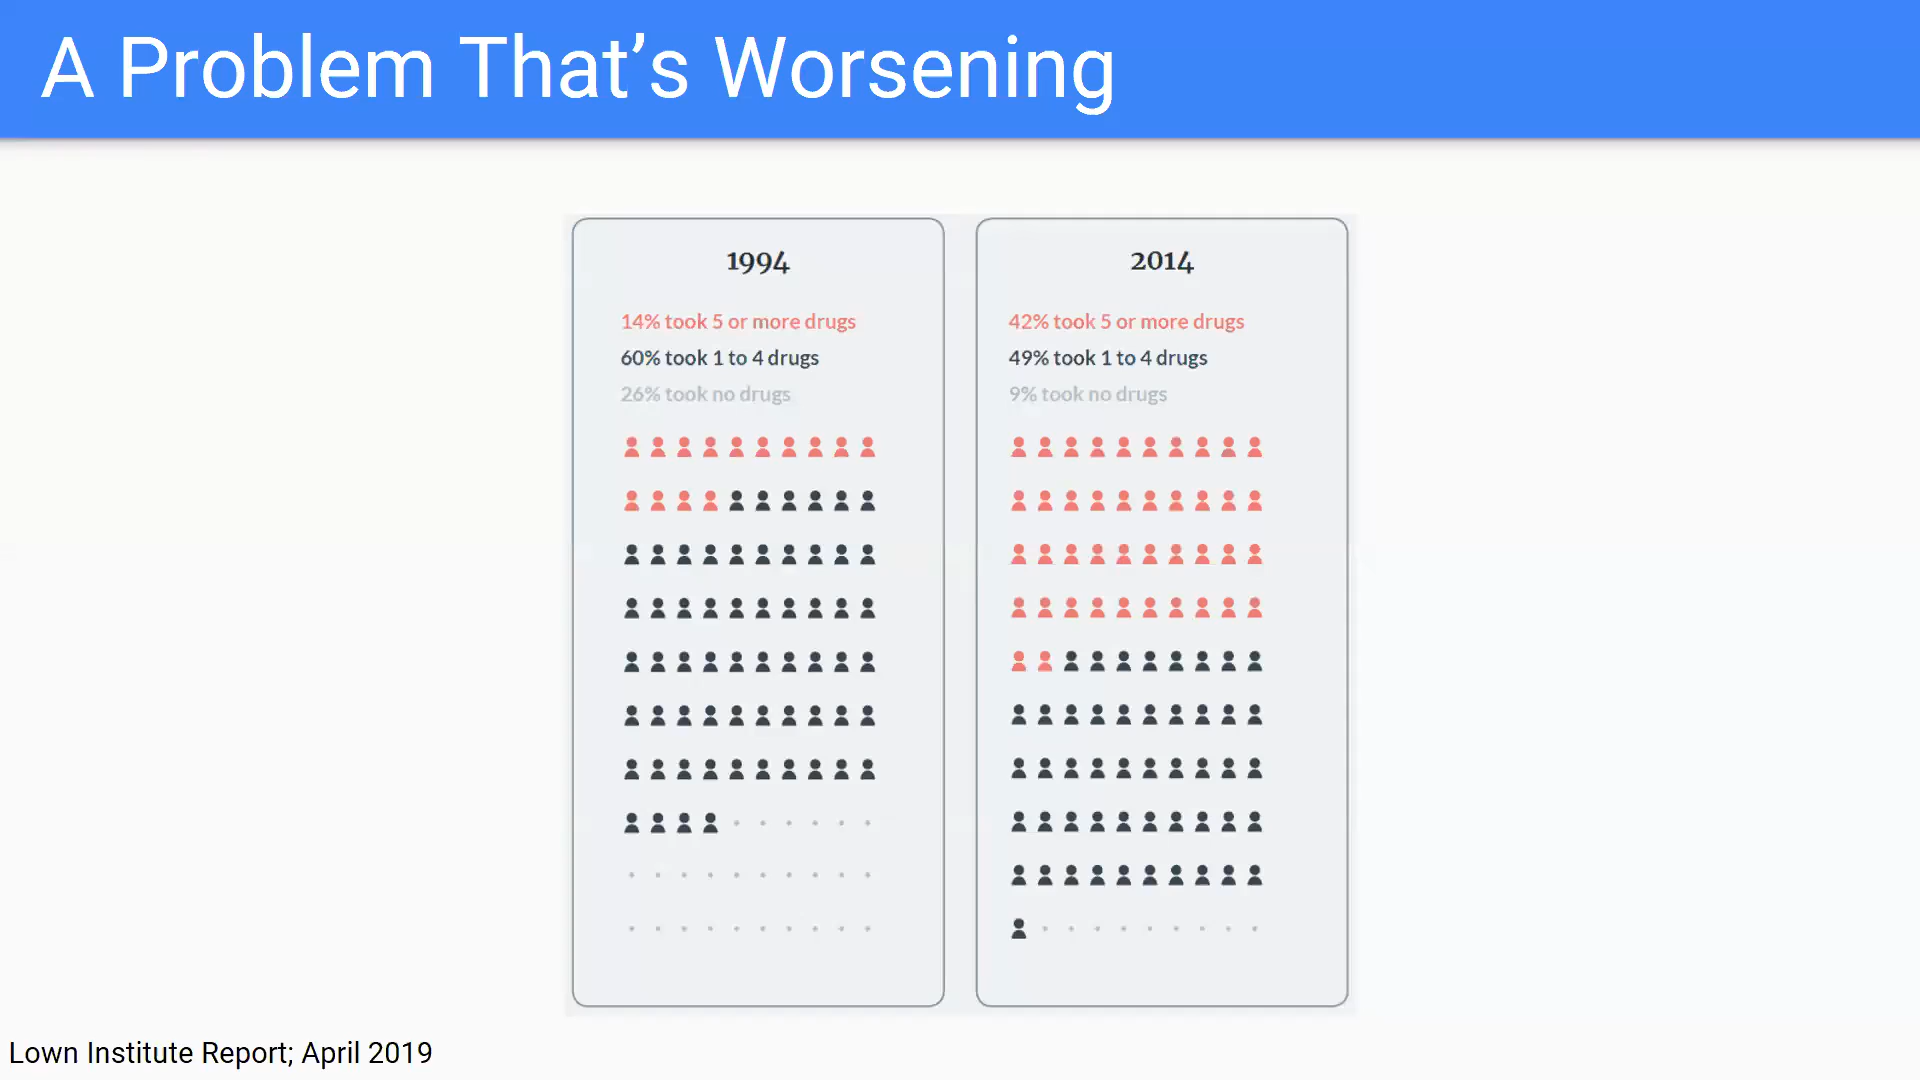 A Problem That’s Worsening
1994
14% took 5 or more drugs
60% took 1 to 4 drugs
26% took no drugs
2014
42% took 5 or more drugs
49% took 1 to 4 drugs
9% took no drugs
Lown Institute Report; April 2019